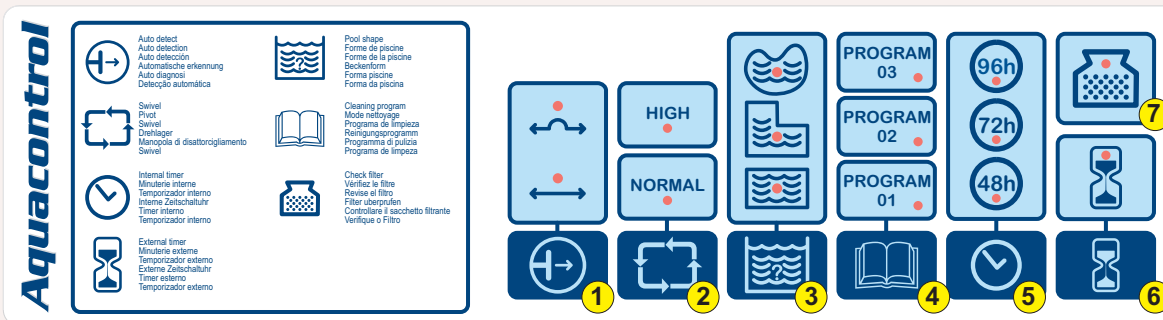 Aquacontrol
Auto detect
Auto detection
Auto detección
Automatische erkennung
Auto diagnosi
Detecção automática
Swivel
Pivot
Swivel
Drehlager
Manopola di disattorcigliamento
Swivel
Internal timer
Minuterie interne
Temporizador interno
Interne Zeitschaltuhr
Timer interno
Temporizador interno
External timer
Minuterie externe
Temporizador externo
Externe Zeitschaltuhr
Timer esterno
Temporizador externo
Pool shape
Forme de piscine
Forme de la piscine
Beckenform
Forma piscine
Forma da piscina
Cleaning program
Mode nettoyage
Programa de limpieza
Reinigungsprogramm
Programma di pulizia
Programa de limpeza
Check filter
Vérifiez le filtre
Revise el filtro
Filter uberprufen
Controllare il sacchetto filtrante
Verifique o Filtro
?
1
HIGH
NORMAL
2
?
3
PROGRAM
03
PROGRAM
02
PROGRAM
01
4
96h
72h
48h
5
7
6